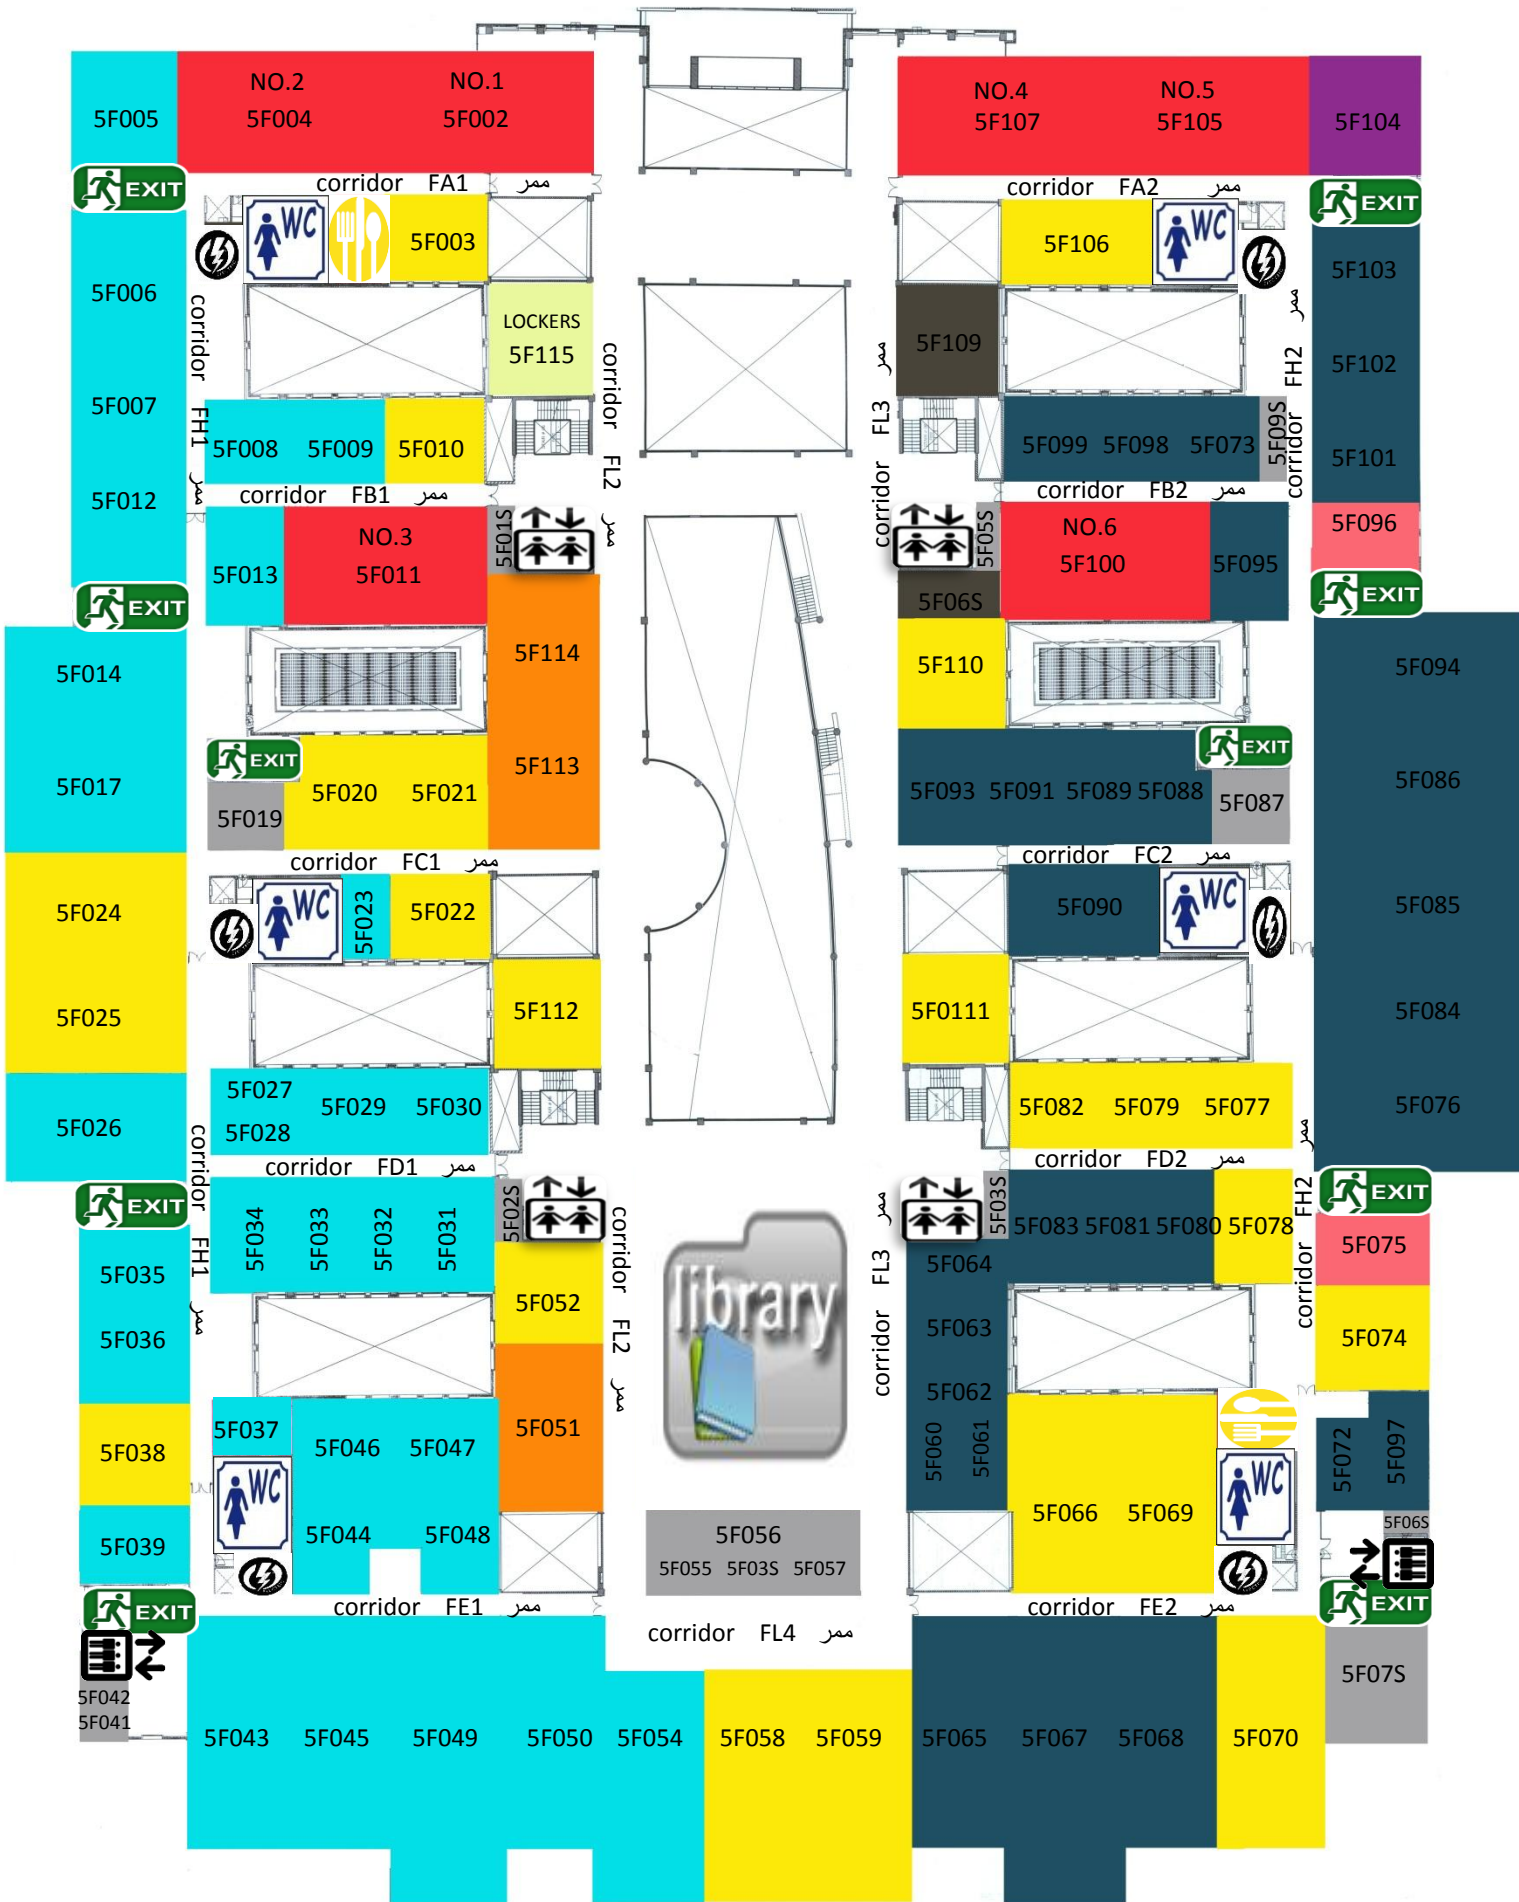 NO.2 NO.1
5F005 5F004 5F002
NO.4 NO.5
5F107 5F105 5F104
EXIT
corridor FA1 ممر
corridor FA2 ممر
EXIT
WC
5F003
5F106
WC
5F006
corridor FH1 ممر
LOCKERS
5F115
corridor FL2 ممر
5F109
corridor FL3 ممر
5F103
corridor FH2 ممر
5F102
5F007
5F008 5F009 5F010
5F099 5F098 5F073 5F09S
5F101
5F012
corridor FB1 ممر
corridor FB2 ممر
5F013
NO.3
5F011
5F01S
5F05S
NO.6
5F100
5F095
5F096
EXIT
5F06S
EXIT
5F014
5F114
5F110
5F094
5F017
EXIT
5F019
5F020 5F021
5F113
5F093 5F091 5F089 5F088
EXIT
5F087
5F086
corridor FC1 ممر
corridor FC2 ممر
5F024
WC
5F023
5F022
5F090
WC
5F085
5F025
5F112
5F0111
5F084
5F026
5F027
5F028
5F029 5F030
5F082 5F079 5F077
5F076
corridor FH1 ممر
corridor FD1 ممر
corridor FD2 ممر
corridor FH2 ممر
EXIT
5F034
5F033
5F032
5F031
5F02S
corridor FL2 ممر
corridor FL3 ممر
5F03S
5F083 5F081 5F080 5F078
EXIT
5F035
5F036
5F052
library
5F064
5F063
5F062
5F075
5F074
5F038
5F037
5F046 5F047
5F051
5F060
5F061
5F072
5F097
WC
5F066 5F069
WC
5F039
5F044 5F048
5F056
5F055 5F03S 5F057
5F06S
EXIT
corridor FE1 ممر
corridor FE2 ممر
EXIT
corridor FL4 ممر
5F042
5F041
5F07S
5F043 5F045 5F049 5F050 5F054 5F058 5F059 5F065 5F067 5F068 5F070